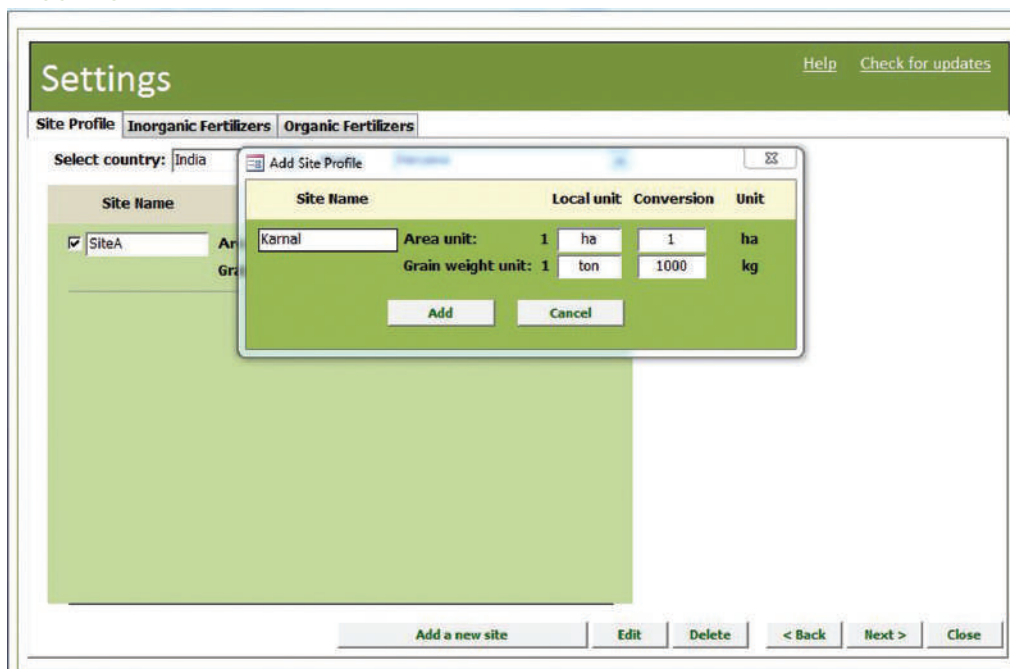 Settings
Help Check for updates
Site Profile Inorganic Fertilizers Organic Fertilizers
Select country: India
Add Site Profile
Site Name
Site Name Local unit Conversion Unit
SiteA
Karnal Area unit: 1 ha 1 ha
Grain weight unit: 1 ton 1000 kg
Add Cancel
Add a new site Edit Delete < Back Next > Close